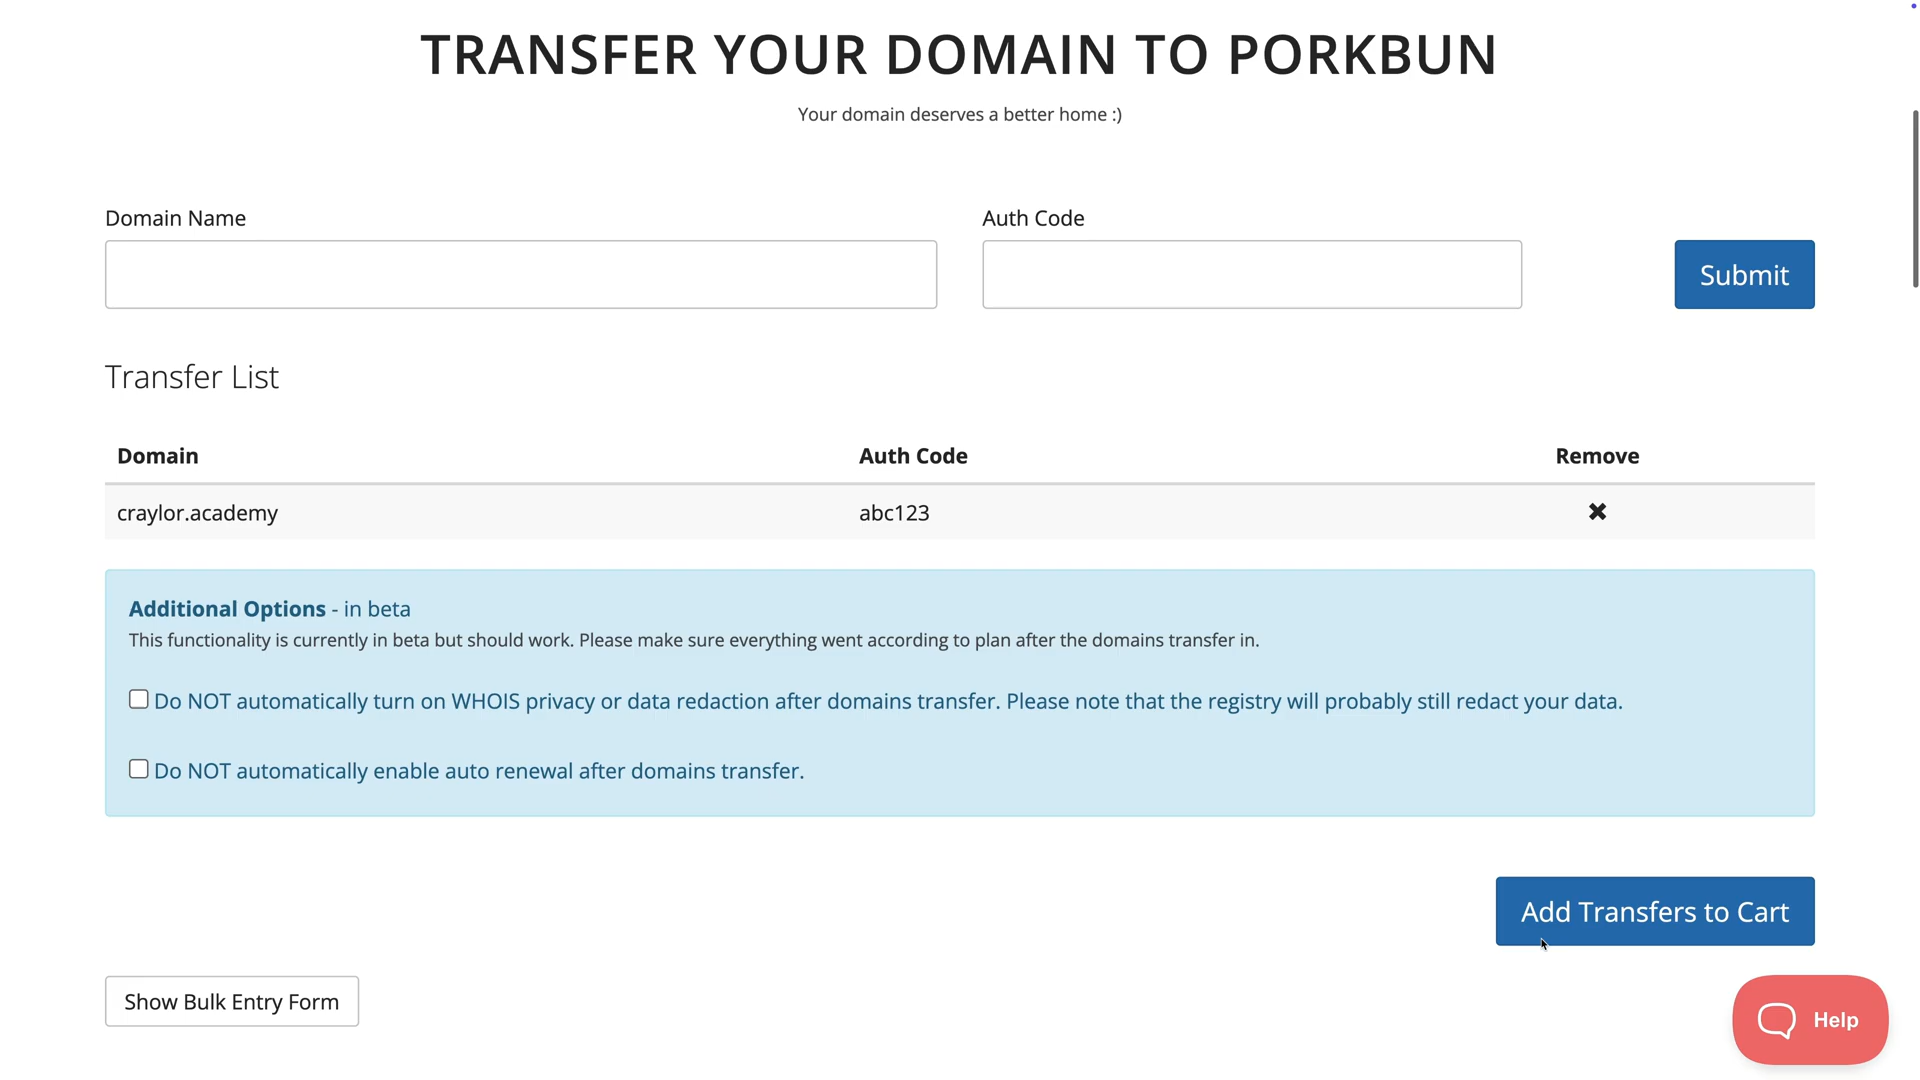 TRANSFER YOUR DOMAIN TO PORKBUN
Your domain deserves a better home :)
Domain Name
Auth Code
Submit
Transfer List
Domain Auth Code Remove
craylor.academy abc123
Additional Options - in beta
This functionality is currently in beta but should work. Please make sure everything went according to plan after the domains transfer in.
Do NOT automatically turn on WHOIS privacy or data redaction after domains transfer. Please note that the registry will probably still redact your data.
Do NOT automatically enable auto renewal after domains transfer.
Add Transfers to Cart
Show Bulk Entry Form
Help